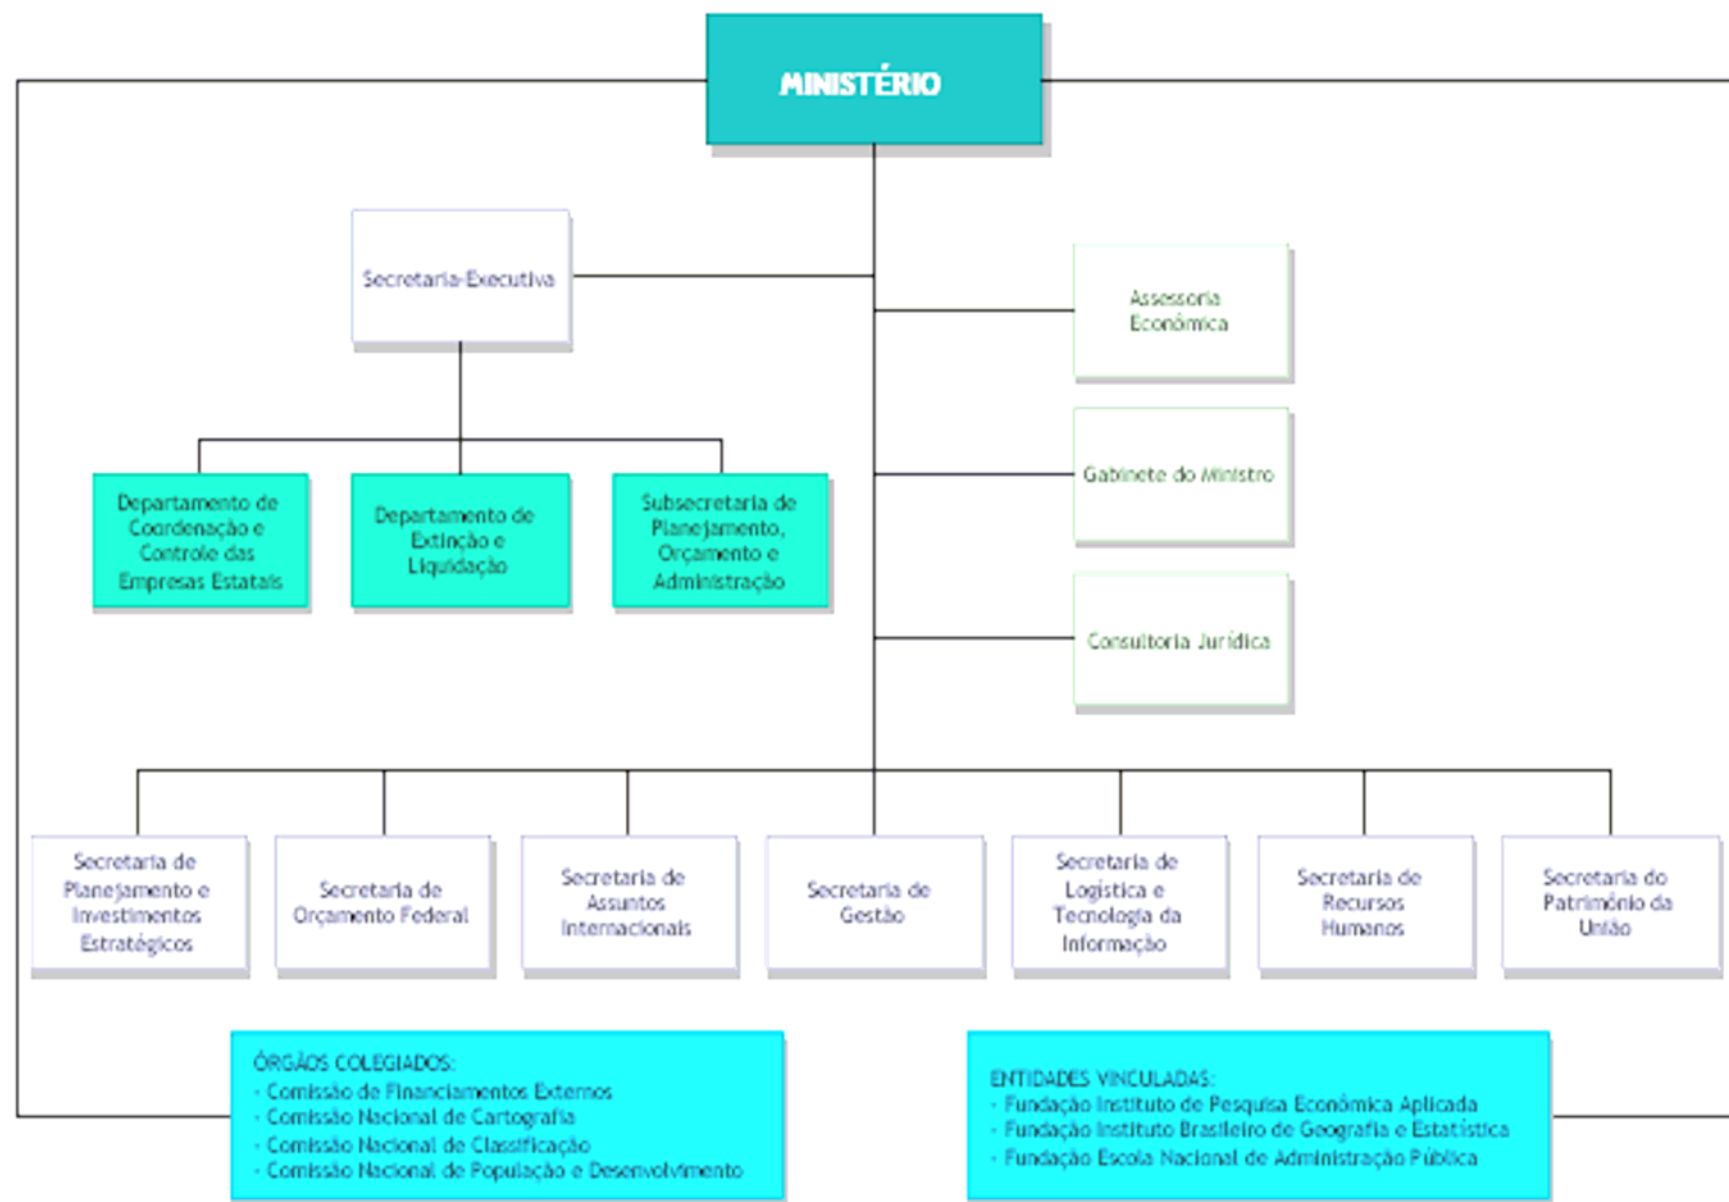 MINISTÉRIO
Secretaria-Executiva
Assessoria
Econômica
Gabinete do Ministro
Consultoria Jurídica
Departamento de
Coordenação e
Controle das
Empresas Estatais
Departamento de
Extinção e
Liquidação
Subsecretaria de
Planejamento,
Orçamento e
Administração
Secretaria de
Planejamento e
Investimentos
Estratégicos
Secretaria de
Orçamento Federal
Secretaria de
Assuntos
Internacionais
Secretaria de
Gestão
Secretaria de
Logística e
Tecnologia da
Informação
Secretaria de
Recursos
Humanos
Secretaria do
Patrimônio da
União
ÓRGÃOS COLEGIADOS:
- Comissão de Financiamentos Externos
- Comissão Nacional de Cartografia
- Comissão Nacional de Classificação
- Comissão Nacional de População e Desenvolvimento
ENTIDADES VINCULADAS:
- Fundação Instituto de Pesquisa Econômica Aplicada
- Fundação Instituto Brasileiro de Geografia e Estatística
- Fundação Escola Nacional de Administração Pública